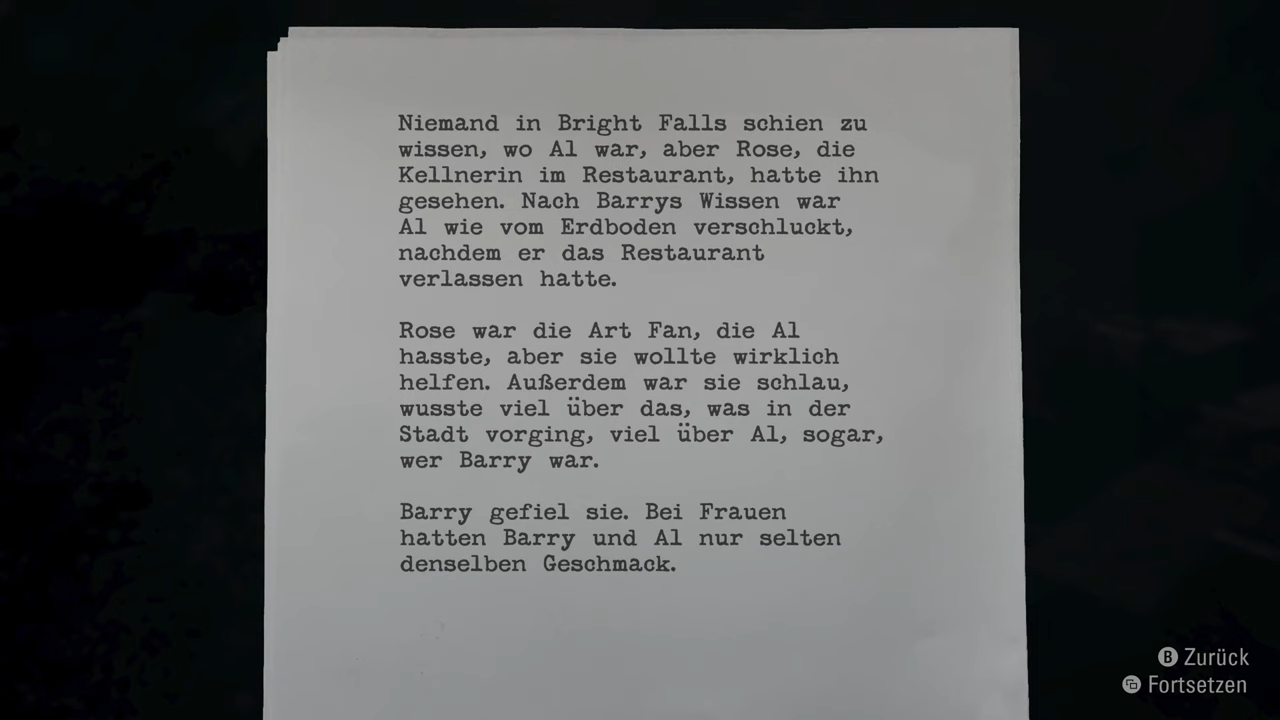 Niemand in Bright Falls schien zu
wissen, wo Al war, aber Rose, die
Kellnerin im Restaurant, hatte ihn
gesehen. Nach Barrys Wissen war
Al wie vom Erdboden verschluckt,
nachdem er das Restaurant
verlassen hatte.
Rose war die Art Fan, die Al
hasste, aber sie wollte wirklich
helfen. Außerdem war sie schlau,
wusste viel über das, was in der
Stadt vorging, viel über Al, sogar,
wer Barry war.
Barry gefiel sie. Bei Frauen
hatten Barry und Al nur selten
denselben Geschmack.
B Zurück
Fortsetzen